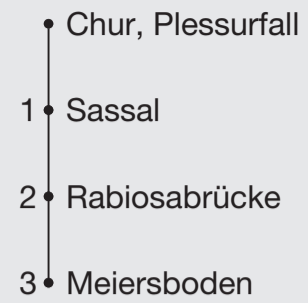 Chur, Plessurfall
1 Sassal
2 Rabiosabrücke
3 Meiersboden